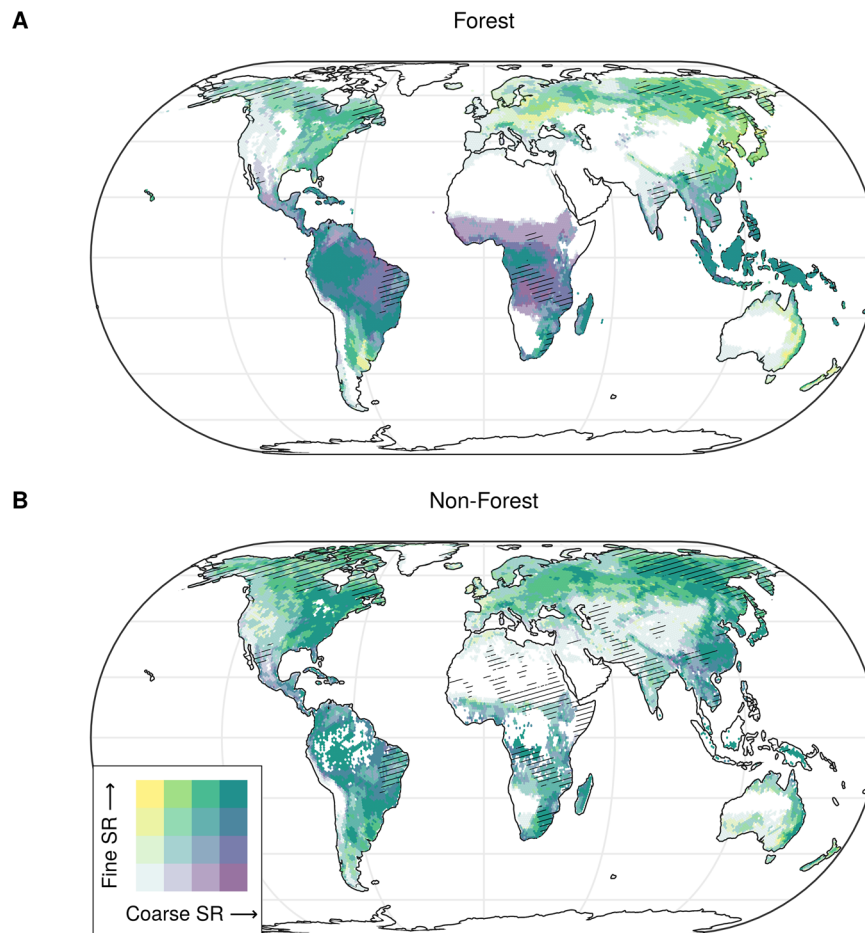 A
Forest
B
Non-Forest
Fine SR →
Coarse SR →